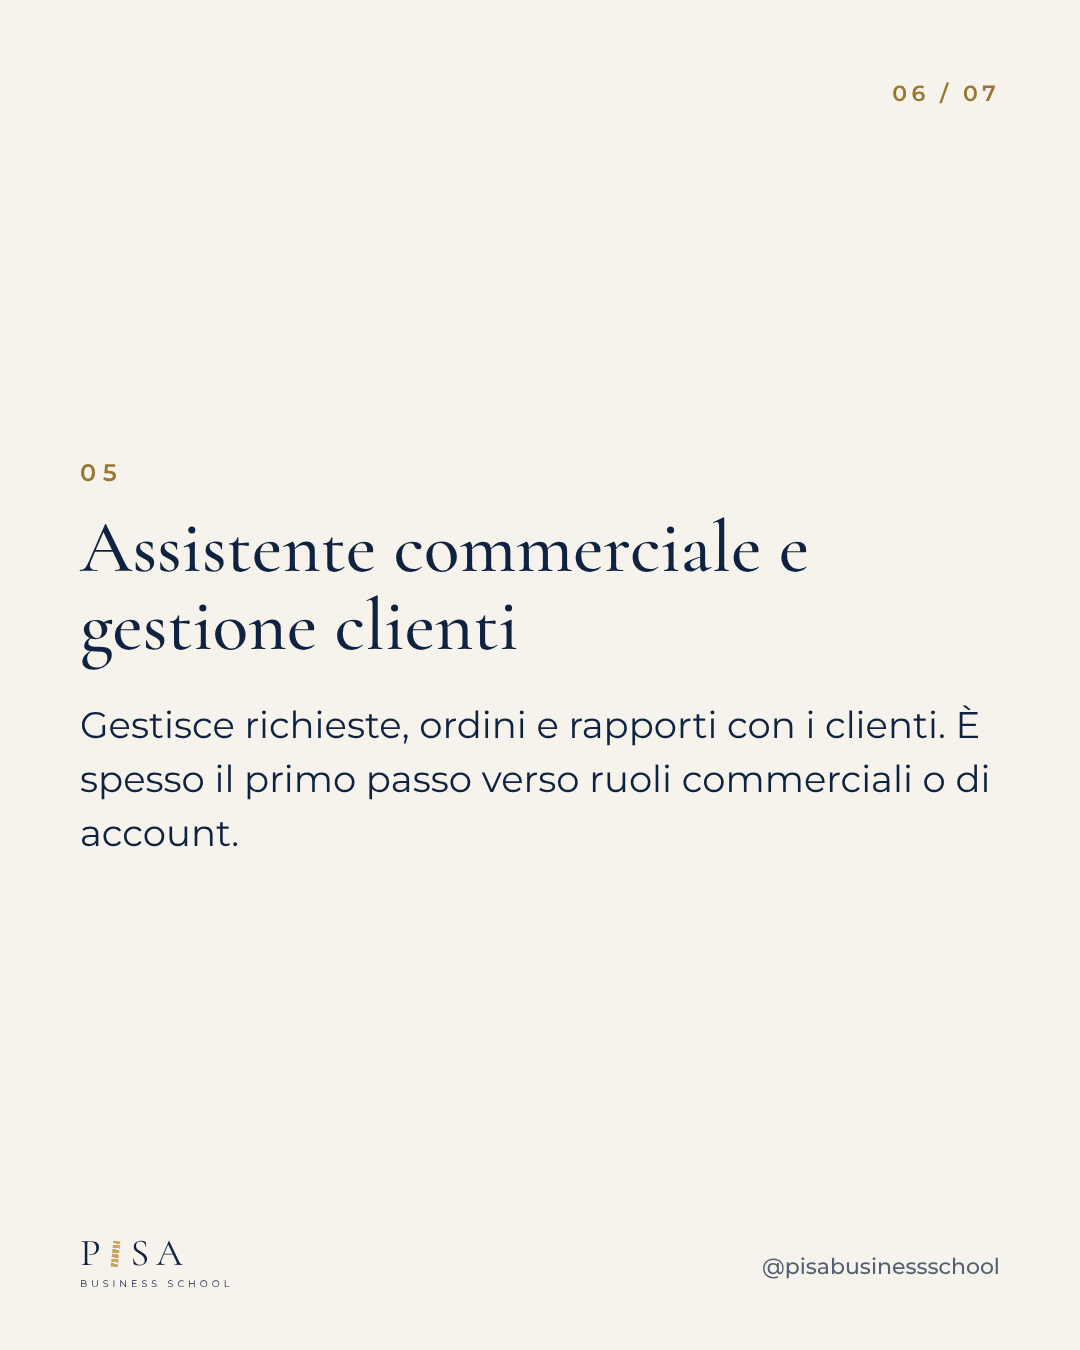 06 / 07
05
Assistente commerciale e
gestione clienti
Gestisce richieste, ordini e rapporti con i clienti. È
spesso il primo passo verso ruoli commerciali o di
account.
PISA
BUSINESS SCHOOL
@pisabusinessschool